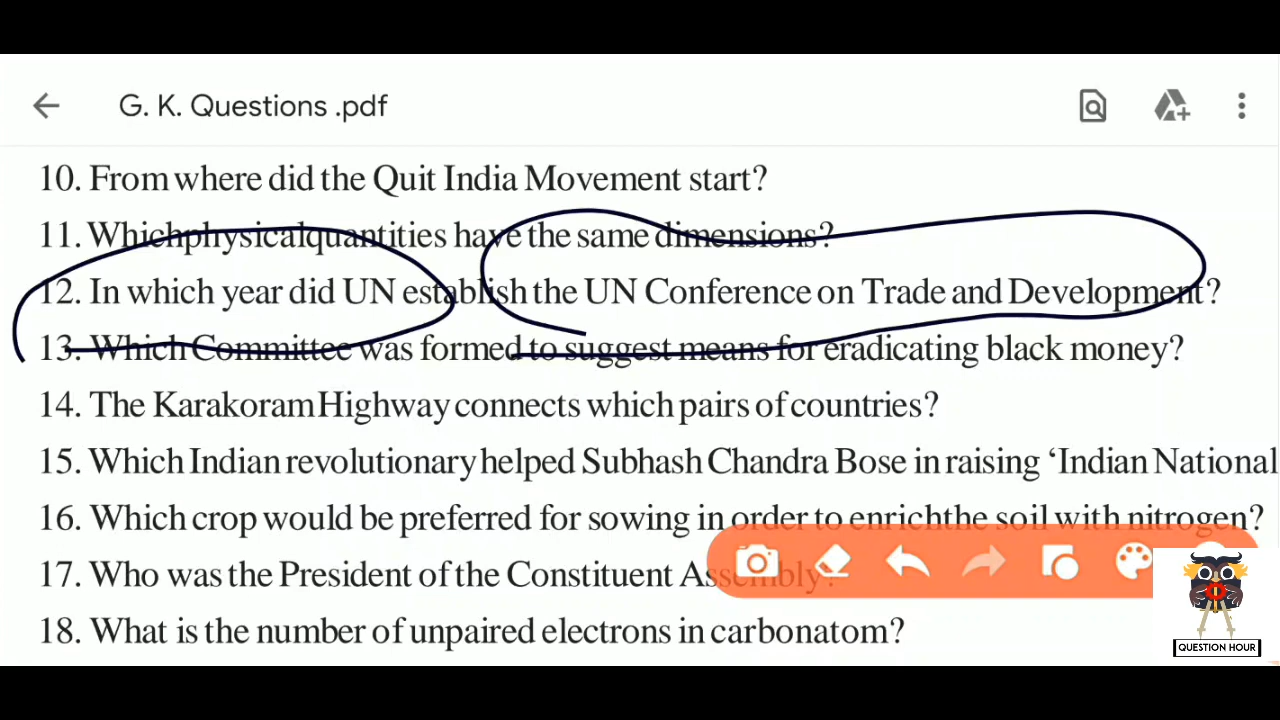 G. K. Questions .pdf
10. From where did the Quit India Movement start?
11. Whichphysicalquantities have the same dimensions?
12. In which year did UN establish the UN Conference on Trade and Development?
13. Which Committee was formed to suggest means for eradicating black money?
14. The Karakoram Highway connects which pairs of countries?
15. Which Indian revolutionary helped Subhash Chandra Bose in raising ‘Indian National
16. Which crop would be preferred for sowing in order to enrichthe soil with nitrogen?
17. Who was the President of the Constituent Assembly?
18. What is the number of unpaired electrons in carbonatom?
QUESTION HOUR